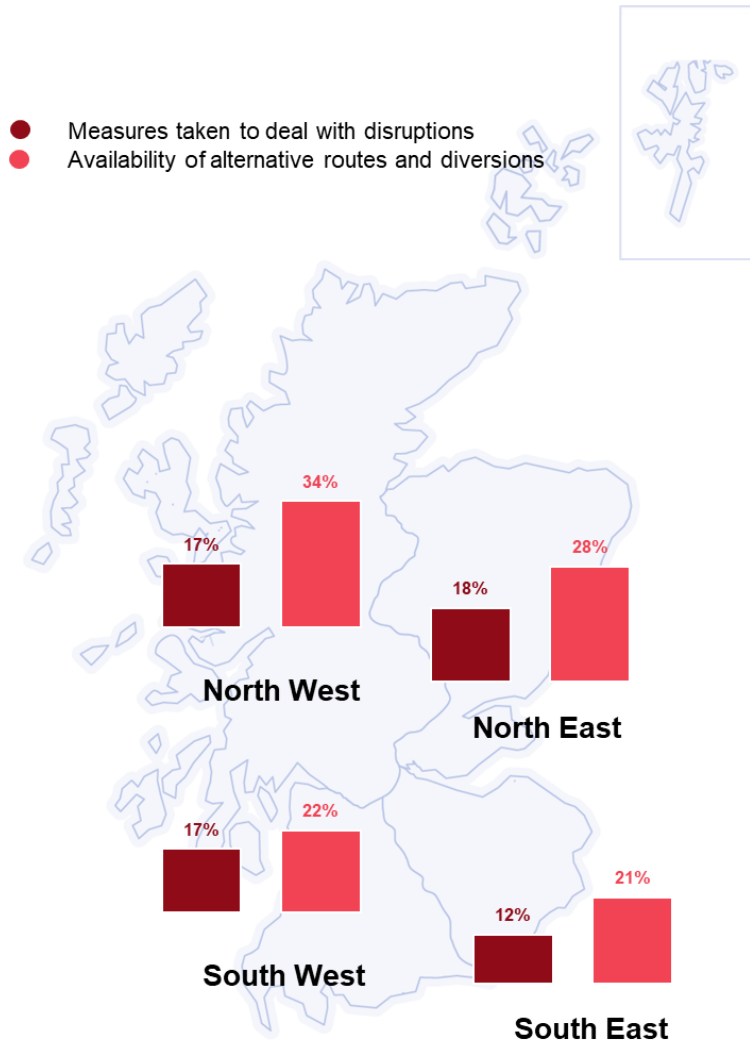 Measures taken to deal with disruptions
Availability of alternative routes and diversions
34%
17%
28%
18%
North West
North East
22%
17%
21%
12%
South West
South East